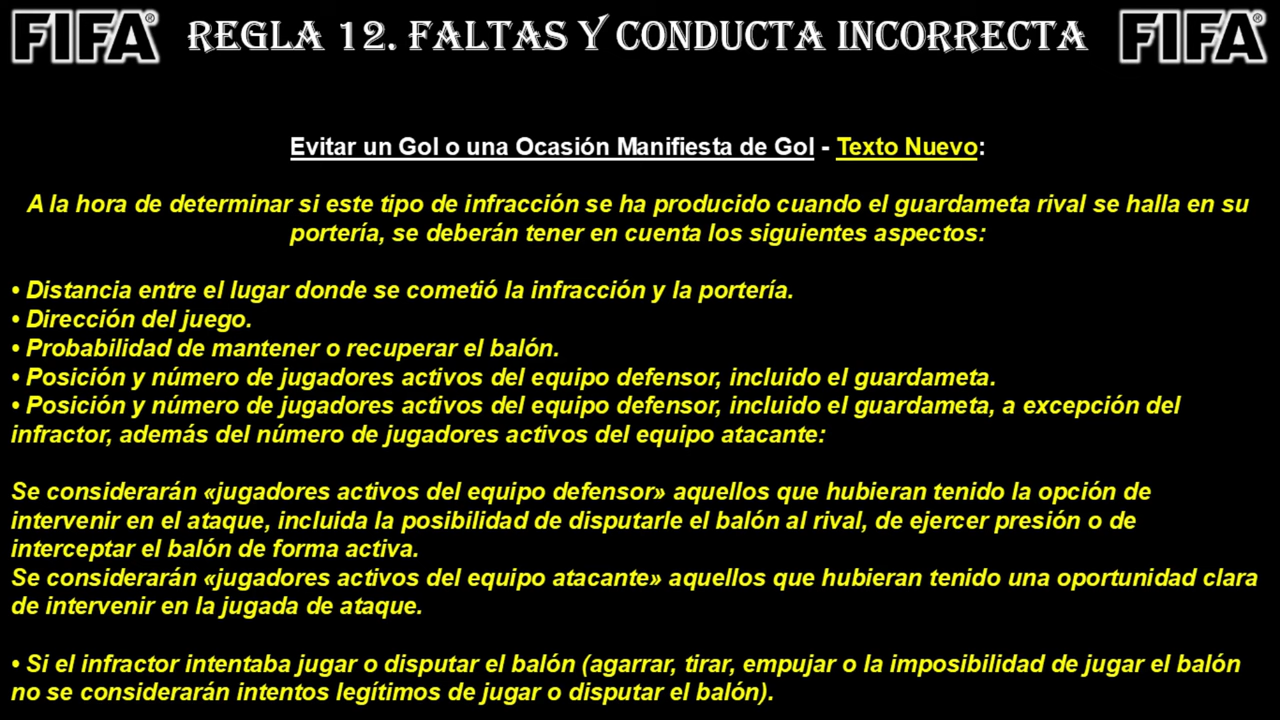 FIFA® REGLA 12. FALTAS Y CONDUCTA INCORRECTA FIFA®
Evitar un Gol o una Ocasión Manifiesta de Gol - Texto Nuevo:
A la hora de determinar si este tipo de infracción se ha producido cuando el guardameta rival se halla en su
portería, se deberán tener en cuenta los siguientes aspectos:
• Distancia entre el lugar donde se cometió la infracción y la portería.
• Dirección del juego.
• Probabilidad de mantener o recuperar el balón.
• Posición y número de jugadores activos del equipo defensor, incluido el guardameta.
• Posición y número de jugadores activos del equipo defensor, incluido el guardameta, a excepción del
infractor, además del número de jugadores activos del equipo atacante:
Se considerarán «jugadores activos del equipo defensor» aquellos que hubieran tenido la opción de
intervenir en el ataque, incluida la posibilidad de disputarle el balón al rival, de ejercer presión o de
interceptar el balón de forma activa.
Se considerarán «jugadores activos del equipo atacante» aquellos que hubieran tenido una oportunidad clara
de intervenir en la jugada de ataque.
• Si el infractor intentaba jugar o disputar el balón (agarrar, tirar, empujar o la imposibilidad de jugar el balón
no se considerarán intentos legítimos de jugar o disputar el balón).